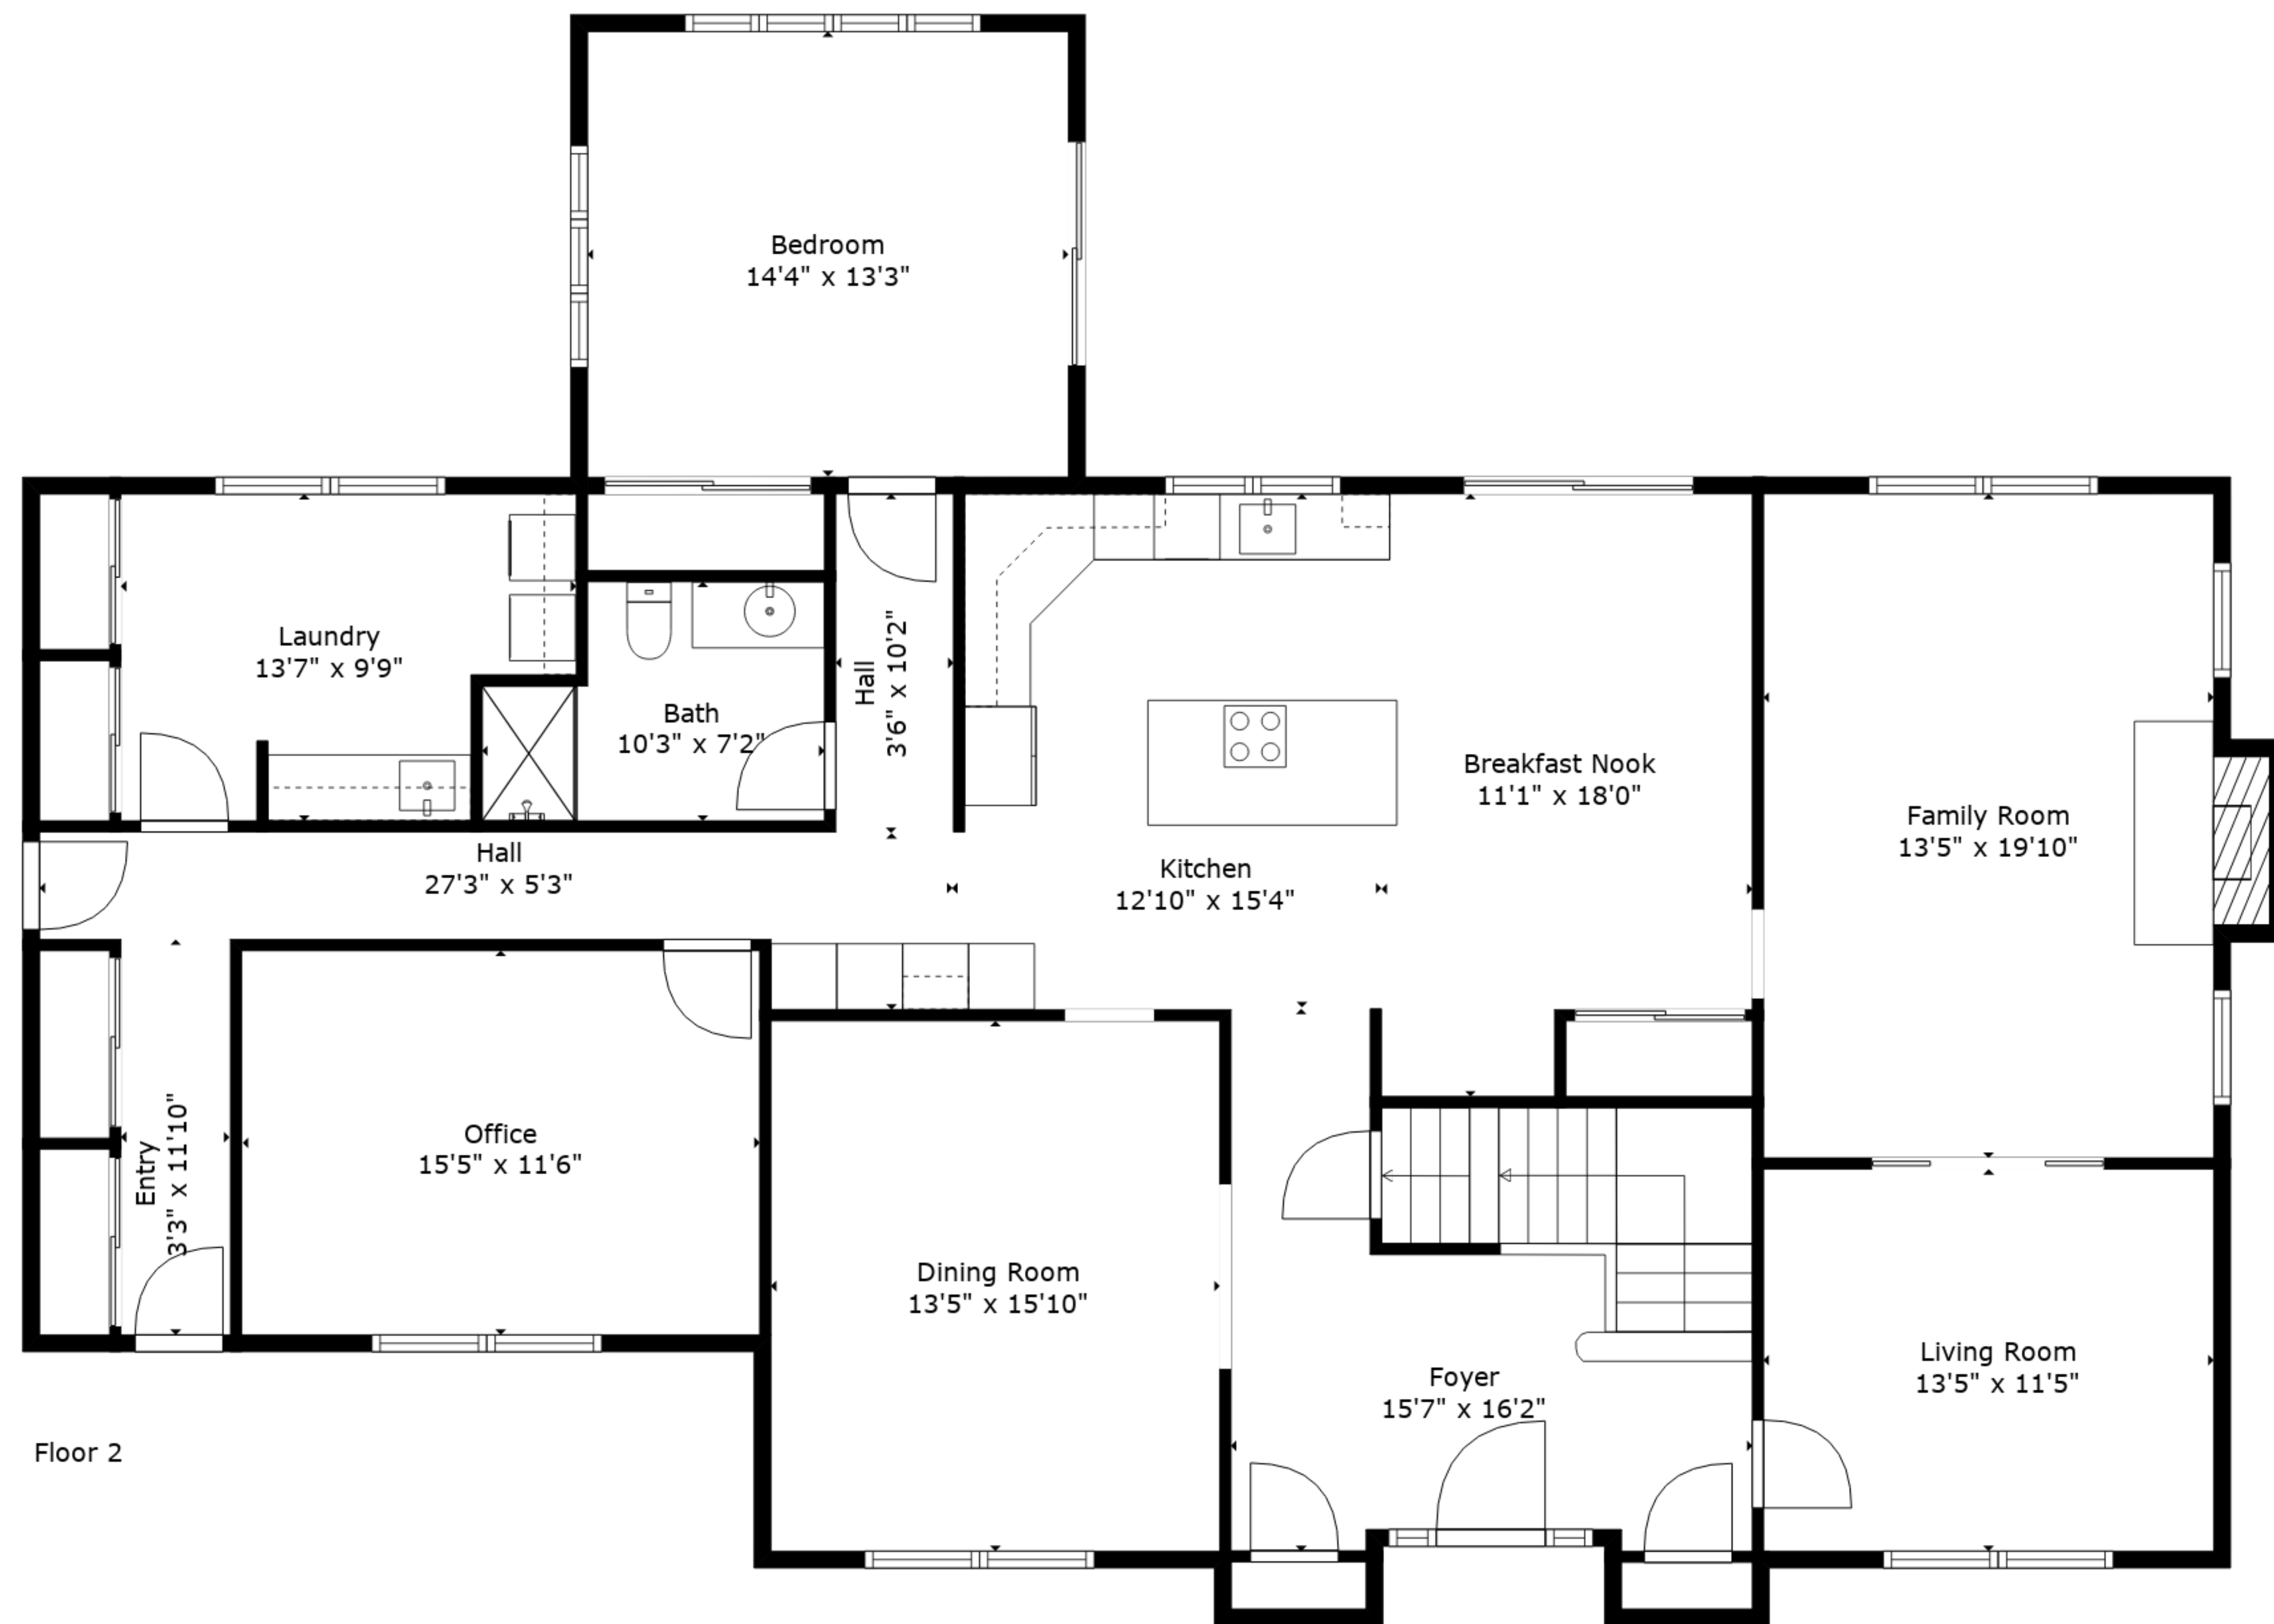 Bedroom
14'4" x 13'3"
Laundry
13'7" x 9'9"
Bath
10'3" x 7'2"
Hall
3'6" x 10'2"
Breakfast Nook
11'1" x 18'0"
Family Room
13'5" x 19'10"
Hall
27'3" x 5'3"
Kitchen
12'10" x 15'4"
Entry
3'3" x 11'10"
Office
15'5" x 11'6"
Dining Room
13'5" x 15'10"
Foyer
15'7" x 16'2"
Living Room
13'5" x 11'5"
Floor 2